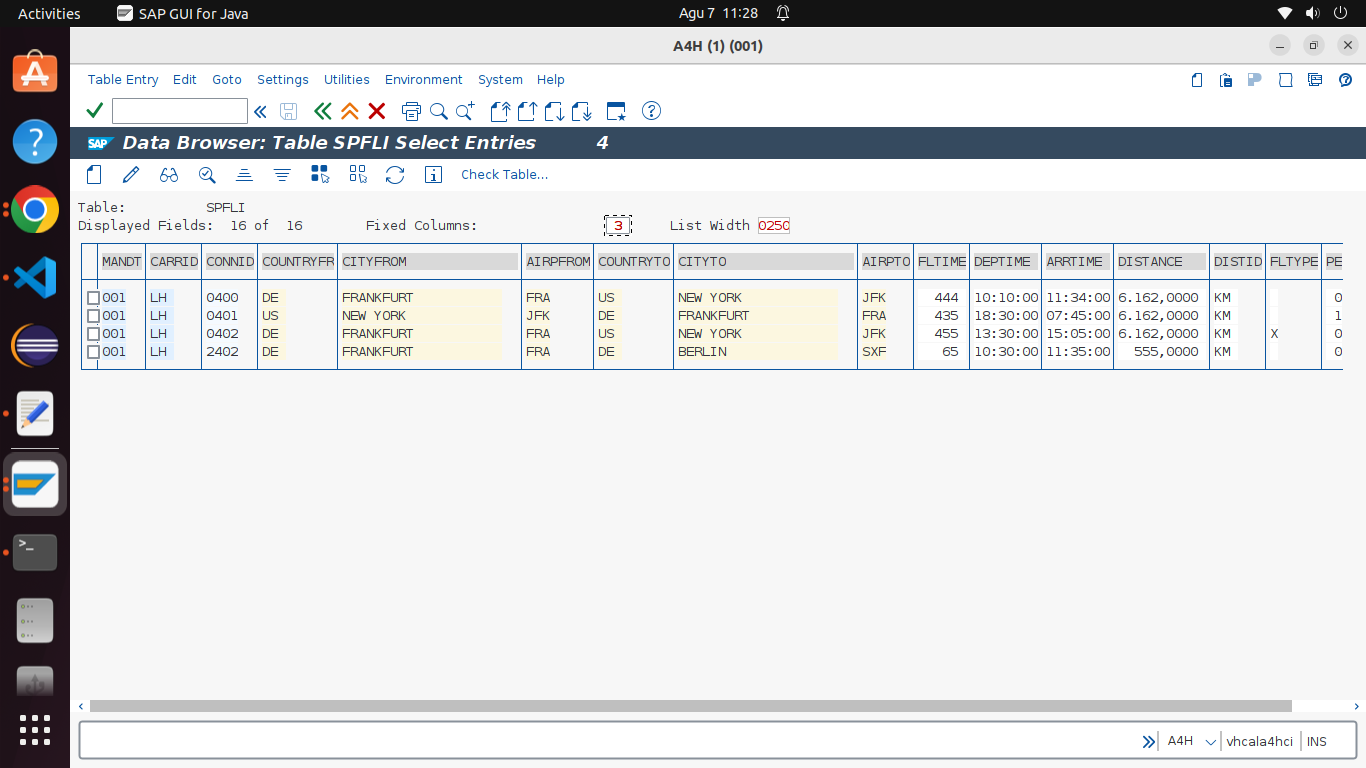 Activities SAP GUI for Java Agu 7 11:28
A4H (1) (001)
Table Entry Edit Goto Settings Utilities Environment System Help
SAP Data Browser: Table SPFLI Select Entries 4
Check Table...
Table: SPFLI
Displayed Fields: 16 of 16 Fixed Columns: 3 List Width 0250
MANDT CARRID CONNID COUNTRYFR CITYFROM AIRPFROM COUNTRYTO CITYTO AIRPTO FLTIME DEPTIME ARRTIME DISTANCE DISTID FLTYPE PE
001 LH 0400 DE FRANKFURT FRA US NEW YORK JFK 444 10:10:00 11:34:00 6.162,0000 KM 0
001 LH 0401 US NEW YORK JFK DE FRANKFURT FRA 435 18:30:00 07:45:00 6.162,0000 KM 1
001 LH 0402 DE FRANKFURT FRA US NEW YORK JFK 455 13:30:00 15:05:00 6.162,0000 KM X 0
001 LH 2402 DE FRANKFURT FRA DE BERLIN SXF 65 10:30:00 11:35:00 555,0000 KM 0
A4H vhcala4hci INS